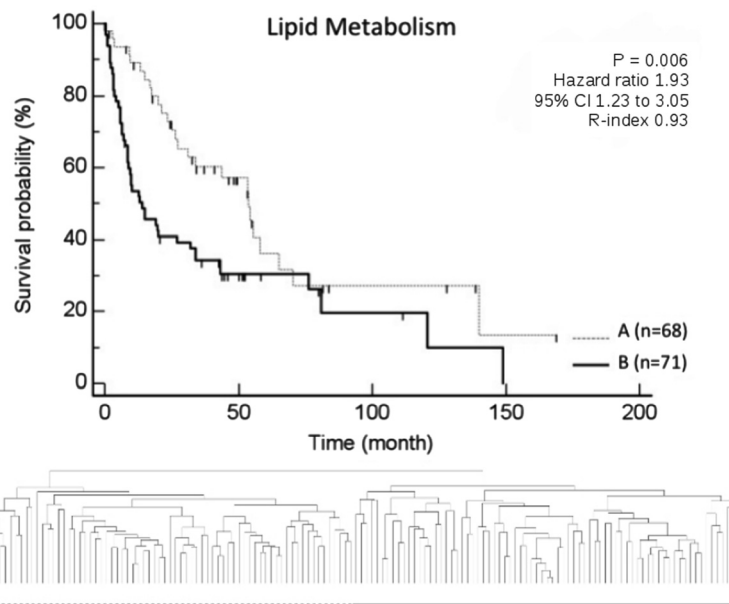 Lipid Metabolism
P = 0.006
Hazard ratio 1.93
95% CI 1.23 to 3.05
R-index 0.93
Survival probability (%)
100
80
60
40
20
0
A (n=68)
B (n=71)
0 50 100 150 200
Time (month)